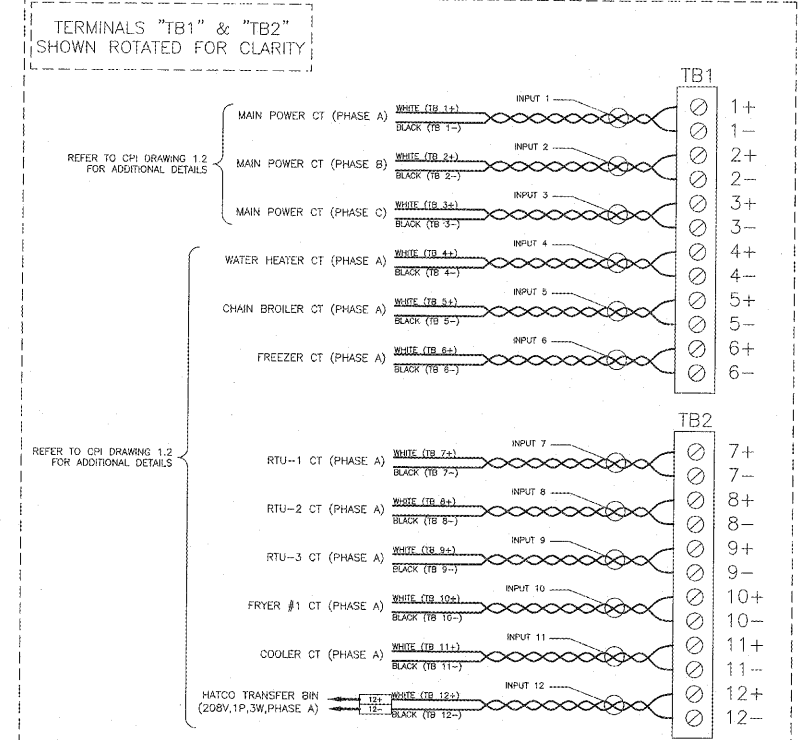 TERMINALS "TB1" & "TB2"
SHOWN ROTATED FOR CLARITY
TB1
MAIN POWER CT (PHASE A) WHITE (TB 1+) INPUT 1 1+
BLACK (TB 1-) 1-
REFER TO CPI DRAWING 1.2
FOR ADDITIONAL DETAILS
MAIN POWER CT (PHASE B) WHITE (TB 2+) INPUT 2 2+
BLACK (TB 2-) 2-
MAIN POWER CT (PHASE C) WHITE (TB 3+) INPUT 3 3+
BLACK (TB 3-) 3-
WATER HEATER CT (PHASE A) WHITE (TB 4+) INPUT 4 4+
BLACK (TB 4-) 4-
CHAIN BROILER CT (PHASE A) WHITE (TB 5+) INPUT 5 5+
BLACK (TB 5-) 5-
FREEZER CT (PHASE A) WHITE (TB 6+) INPUT 6 6+
BLACK (TB 6-) 6-
TB2
REFER TO CPI DRAWING 1.2
FOR ADDITIONAL DETAILS
RTU-1 CT (PHASE A) WHITE (TB 7+) INPUT 7 7+
BLACK (TB 7-) 7-
RTU-2 CT (PHASE A) WHITE (TB 8+) INPUT 8 8+
BLACK (TB 8-) 8-
RTU-3 CT (PHASE A) WHITE (TB 9+) INPUT 9 9+
BLACK (TB 9-) 9-
FRYER #1 CT (PHASE A) WHITE (TB 10+) INPUT 10 10+
BLACK (TB 10-) 10-
COOLER CT (PHASE A) WHITE (TB 11+) INPUT 11 11+
BLACK (TB 11-) 11-
HATCO TRANSFER BIN 12+ WHITE (TB 12+) INPUT 12 12+
(208V,1P,3W,PHASE A) 12- BLACK (TB 12-) 12-